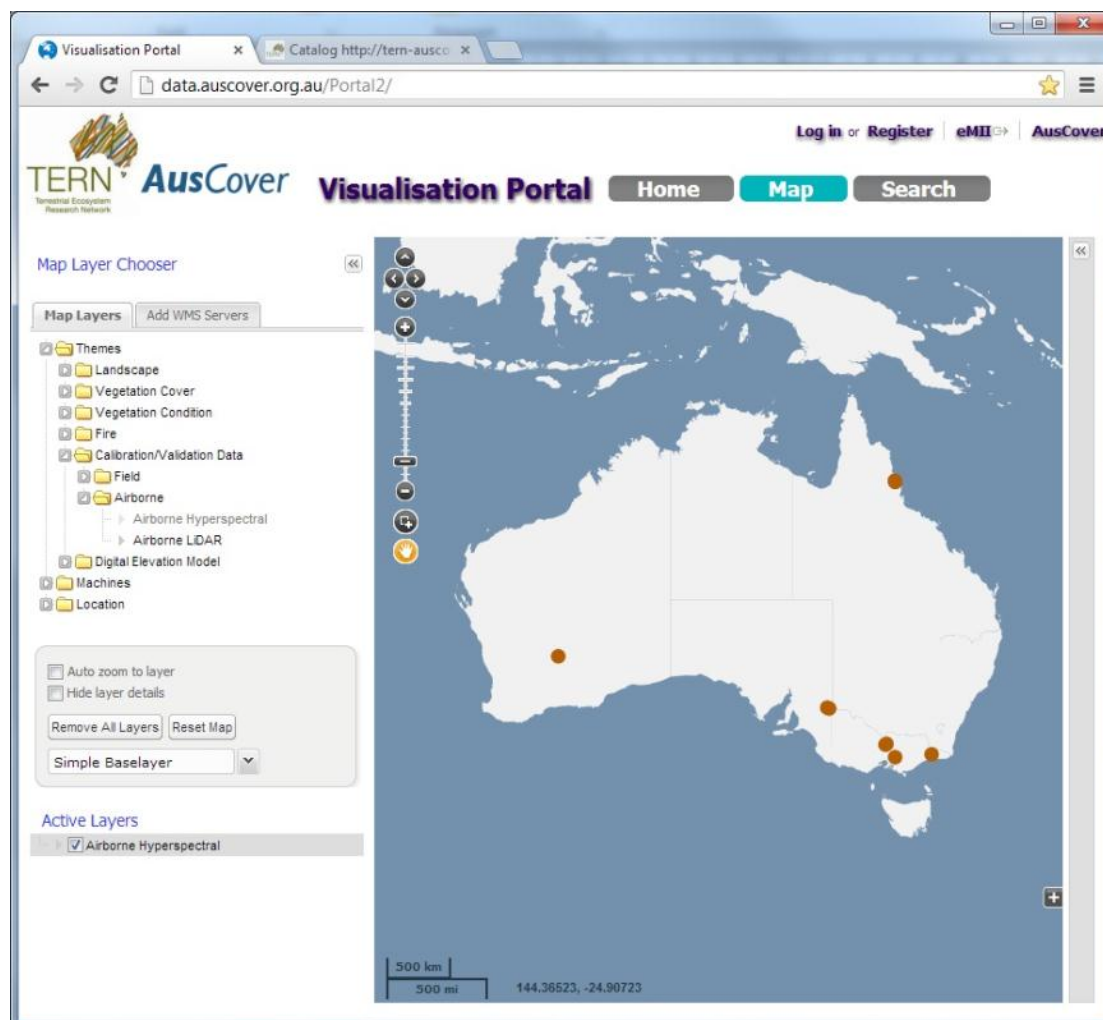 Visualisation Portal
Catalog http://tern-ausco
data.auscover.org.au/Portal2/
Log in or Register
eMII
AusCover
TERN
Terrestrial Ecosystem
Research Network
AusCover
Visualisation Portal
Home
Map
Search
Map Layer Chooser
Map Layers
Add WMS Servers
Themes
Landscape
Vegetation Cover
Vegetation Condition
Fire
Calibration/Validation Data
Field
Airborne
Airborne Hyperspectral
Airborne LiDAR
Digital Elevation Model
Machines
Location
Auto zoom to layer
Hide layer details
Remove All Layers
Reset Map
Simple Baselayer
Active Layers
Airborne Hyperspectral
500 km
500 mi
144.36523, -24.90723